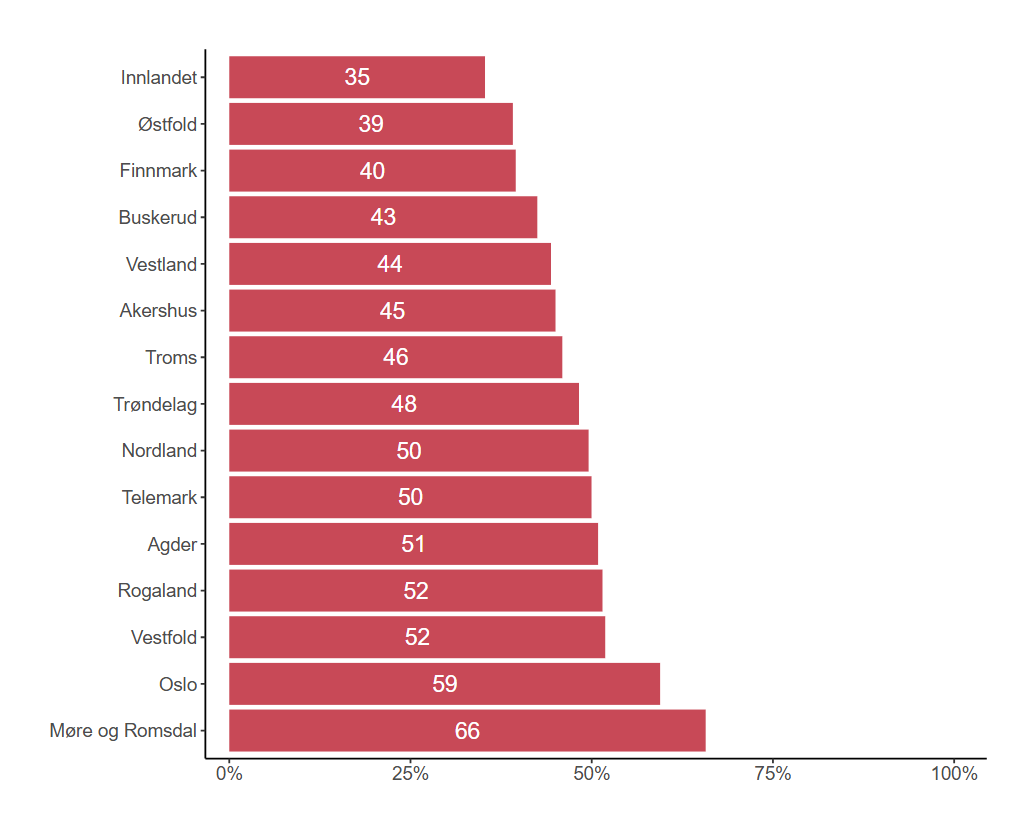 Innlandet 35
Østfold 39
Finnmark 40
Buskerud 43
Vestland 44
Akershus 45
Troms 46
Trøndelag 48
Nordland 50
Telemark 50
Agder 51
Rogaland 52
Vestfold 52
Oslo 59
Møre og Romsdal 66
0% 25% 50% 75% 100%